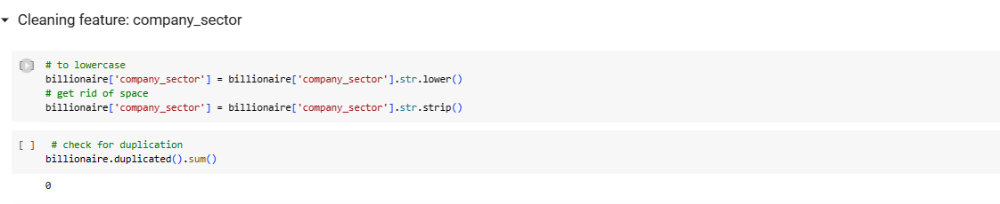 Cleaning feature: company_sector
# to lowercase
billionaire['company_sector'] = billionaire['company_sector'].str.lower()
# get rid of space
billionaire['company_sector'] = billionaire['company_sector'].str.strip()
[ ] # check for duplication
billionaire.duplicated().sum()
0